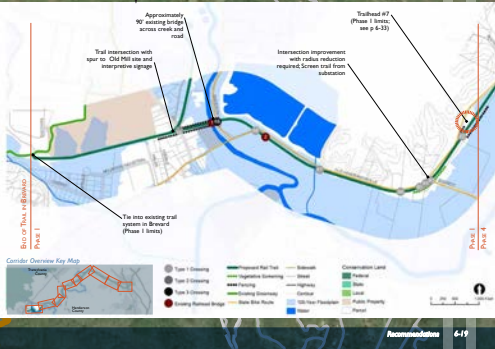 Approximately
90' existing bridge
across creek and
road
Trailhead #7
(Phase 1 limits;
see p 6-33)
Trail intersection with
spur to Old Mill site and
interpretive signage
Intersection improvement
with radius reduction
required; Screen trail from
substation
End of Trail in Brevard
Phase 1
Phase 1
Phase 4
Tie into existing trail
system in Brevard
(Phase 1 limits)
Corridor Overview Key Map
Transylvania
County
Henderson
County
Type 1 Crossing
Type 2 Crossing
Type 3 Crossing
Existing Railroad Bridge
Proposed Rail Trail
Vegetative Screening
Fencing
Existing Greenway
State Bike Route
Sidewalk
Street
Highway
Contour
100-Year Floodplain
Water
Conservation Land
Federal
State
Local
Public Property
Parcel
Recommendations 6-19